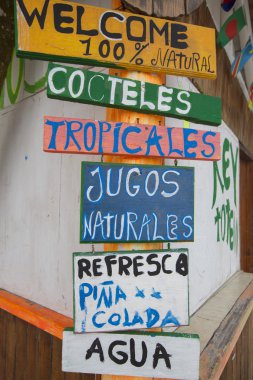 WELCOME
100% NATURAL
COCTELES
TROPICALES
JUGOS
NATURALES
REFRESCO
PIÑA
COLADA
AGUA